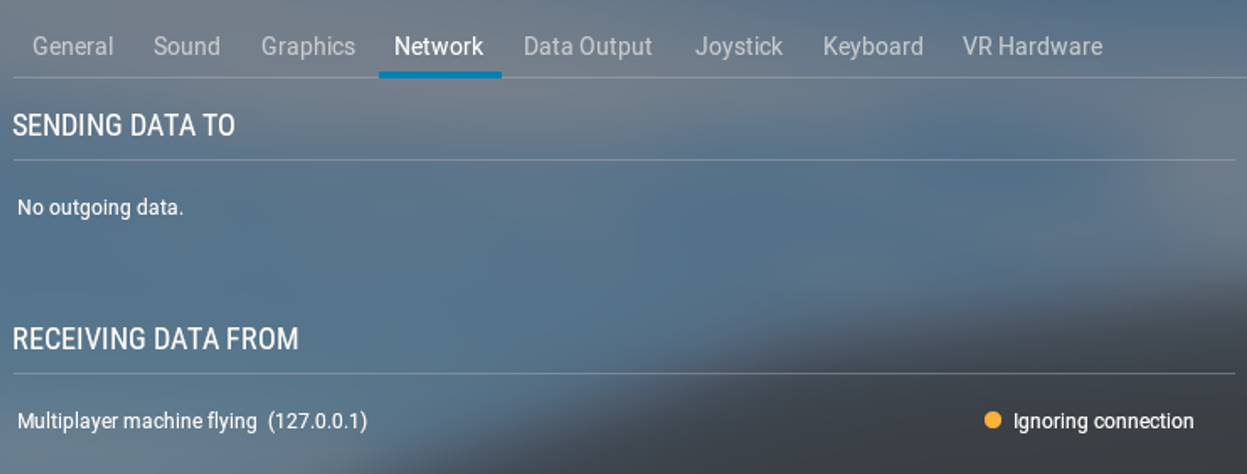 General Sound Graphics Network Data Output Joystick Keyboard VR Hardware
SENDING DATA TO
No outgoing data.
RECEIVING DATA FROM
Multiplayer machine flying (127.0.0.1) Ignoring connection